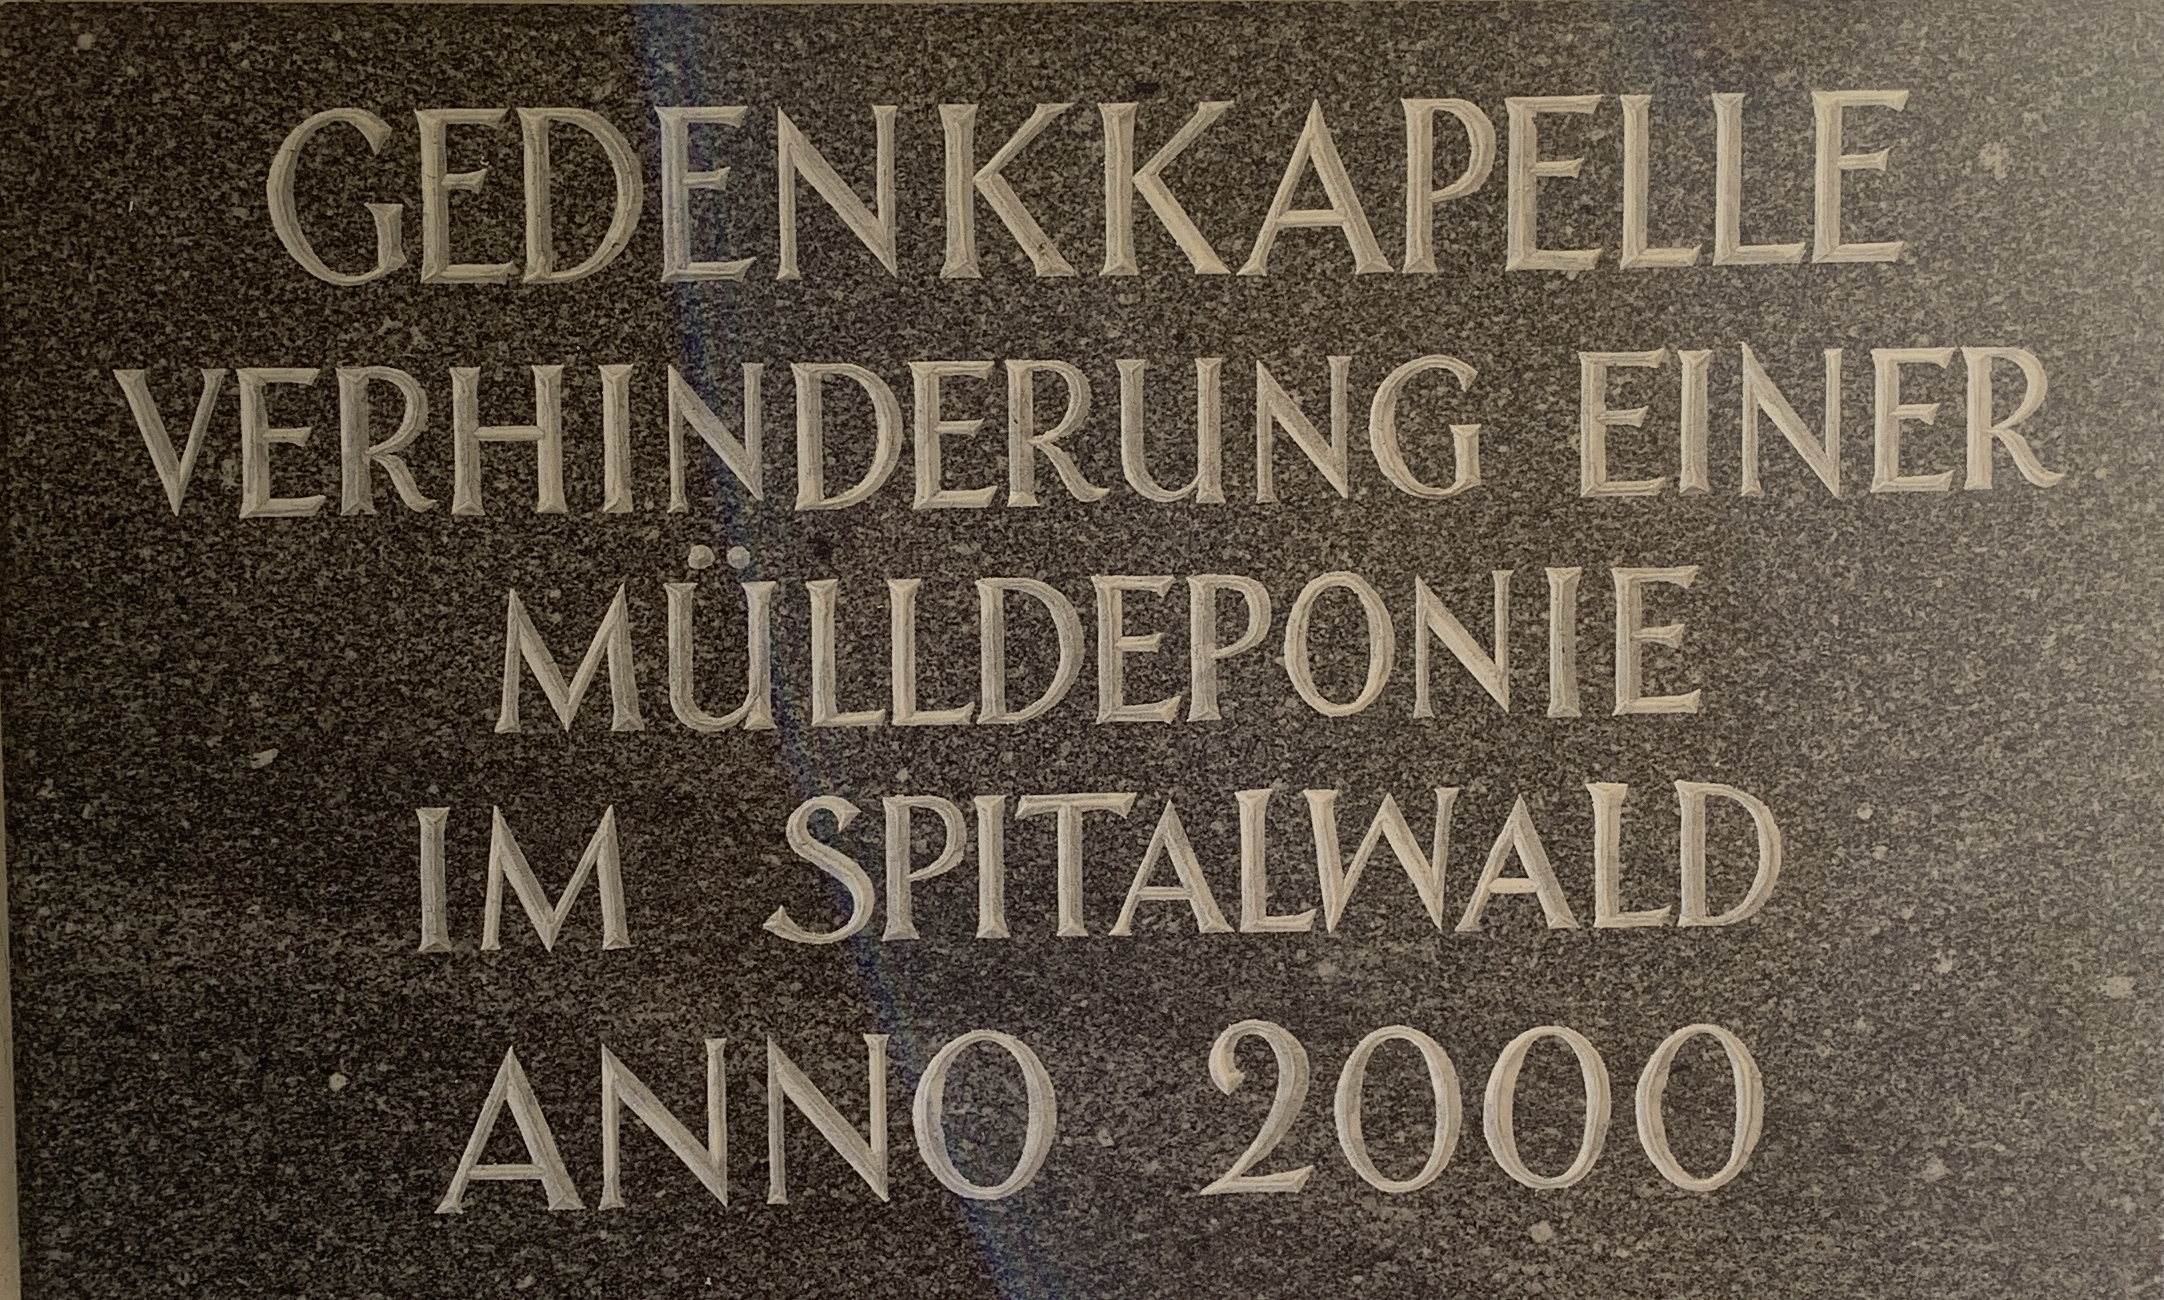 GEDENKKAPELLE
VERHINDERUNG EINER
MÜLLDEPONIE
IM SPITALWALD
ANNO 2000